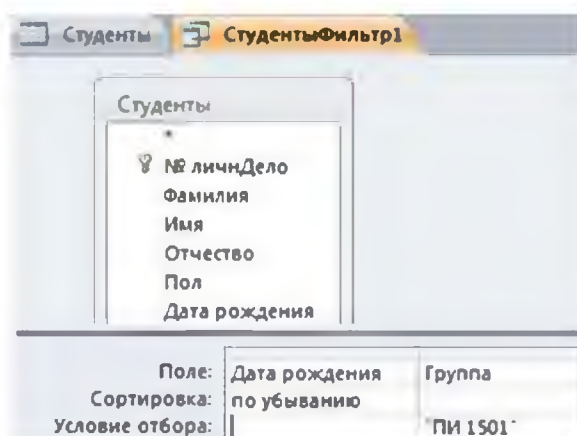 Студенты СтудентыФильтр1
Студенты
*
№ личнДело
Фамилия
Имя
Отчество
Пол
Дата рождения
Поле: Дата рождения Группа
Сортировка: по убыванию
Условие отбора: "ПИ 1501"